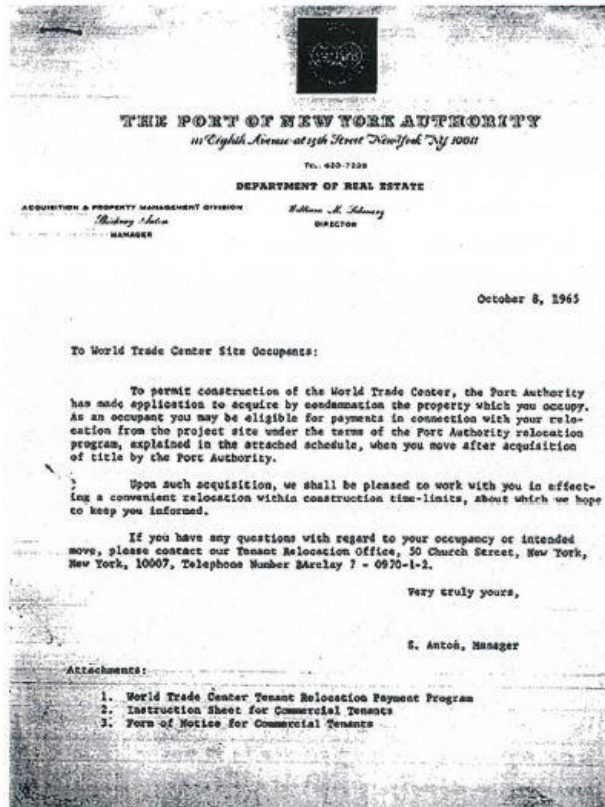 THE PORT OF NEW YORK AUTHORITY
111 Eighth Avenue at 15th Street New York NY 10011
TEL: 620-7209
DEPARTMENT OF REAL ESTATE
ACQUISITION & PROPERTY MANAGEMENT DIVISION
MANAGER
DIRECTOR
October 8, 1965
To World Trade Center Site Occupants:
To permit construction of the World Trade Center, the Port Authority
has made application to acquire by condemnation the property which you occupy.
As an occupant you may be eligible for payments in connection with your relo-
cation from the project site under the terms of the Port Authority relocation
program, explained in the attached schedule, when you move after acquisition
of title by the Port Authority.
Upon such acquisition, we shall be pleased to work with you in effect-
ing a convenient relocation within construction time-limits, about which we hope
to keep you informed.
If you have any questions with regard to your occupancy or intended
move, please contact our Tenant Relocation Office, 50 Church Street, New York,
New York, 10007, Telephone Number BArclay 7 - 0970-1-2.
Very truly yours,
S. Anton, Manager
Attachments:
1. World Trade Center Tenant Relocation Payment Program
2. Instruction Sheet for Commercial Tenants
3. Form of Notice for Commercial Tenants